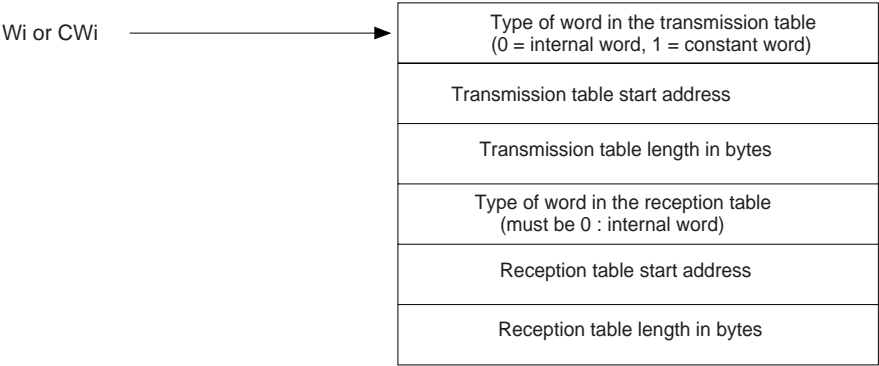 Wi or CWi
Type of word in the transmission table
(0 = internal word, 1 = constant word)
Transmission table start address
Transmission table length in bytes
Type of word in the reception table
(must be 0 : internal word)
Reception table start address
Reception table length in bytes